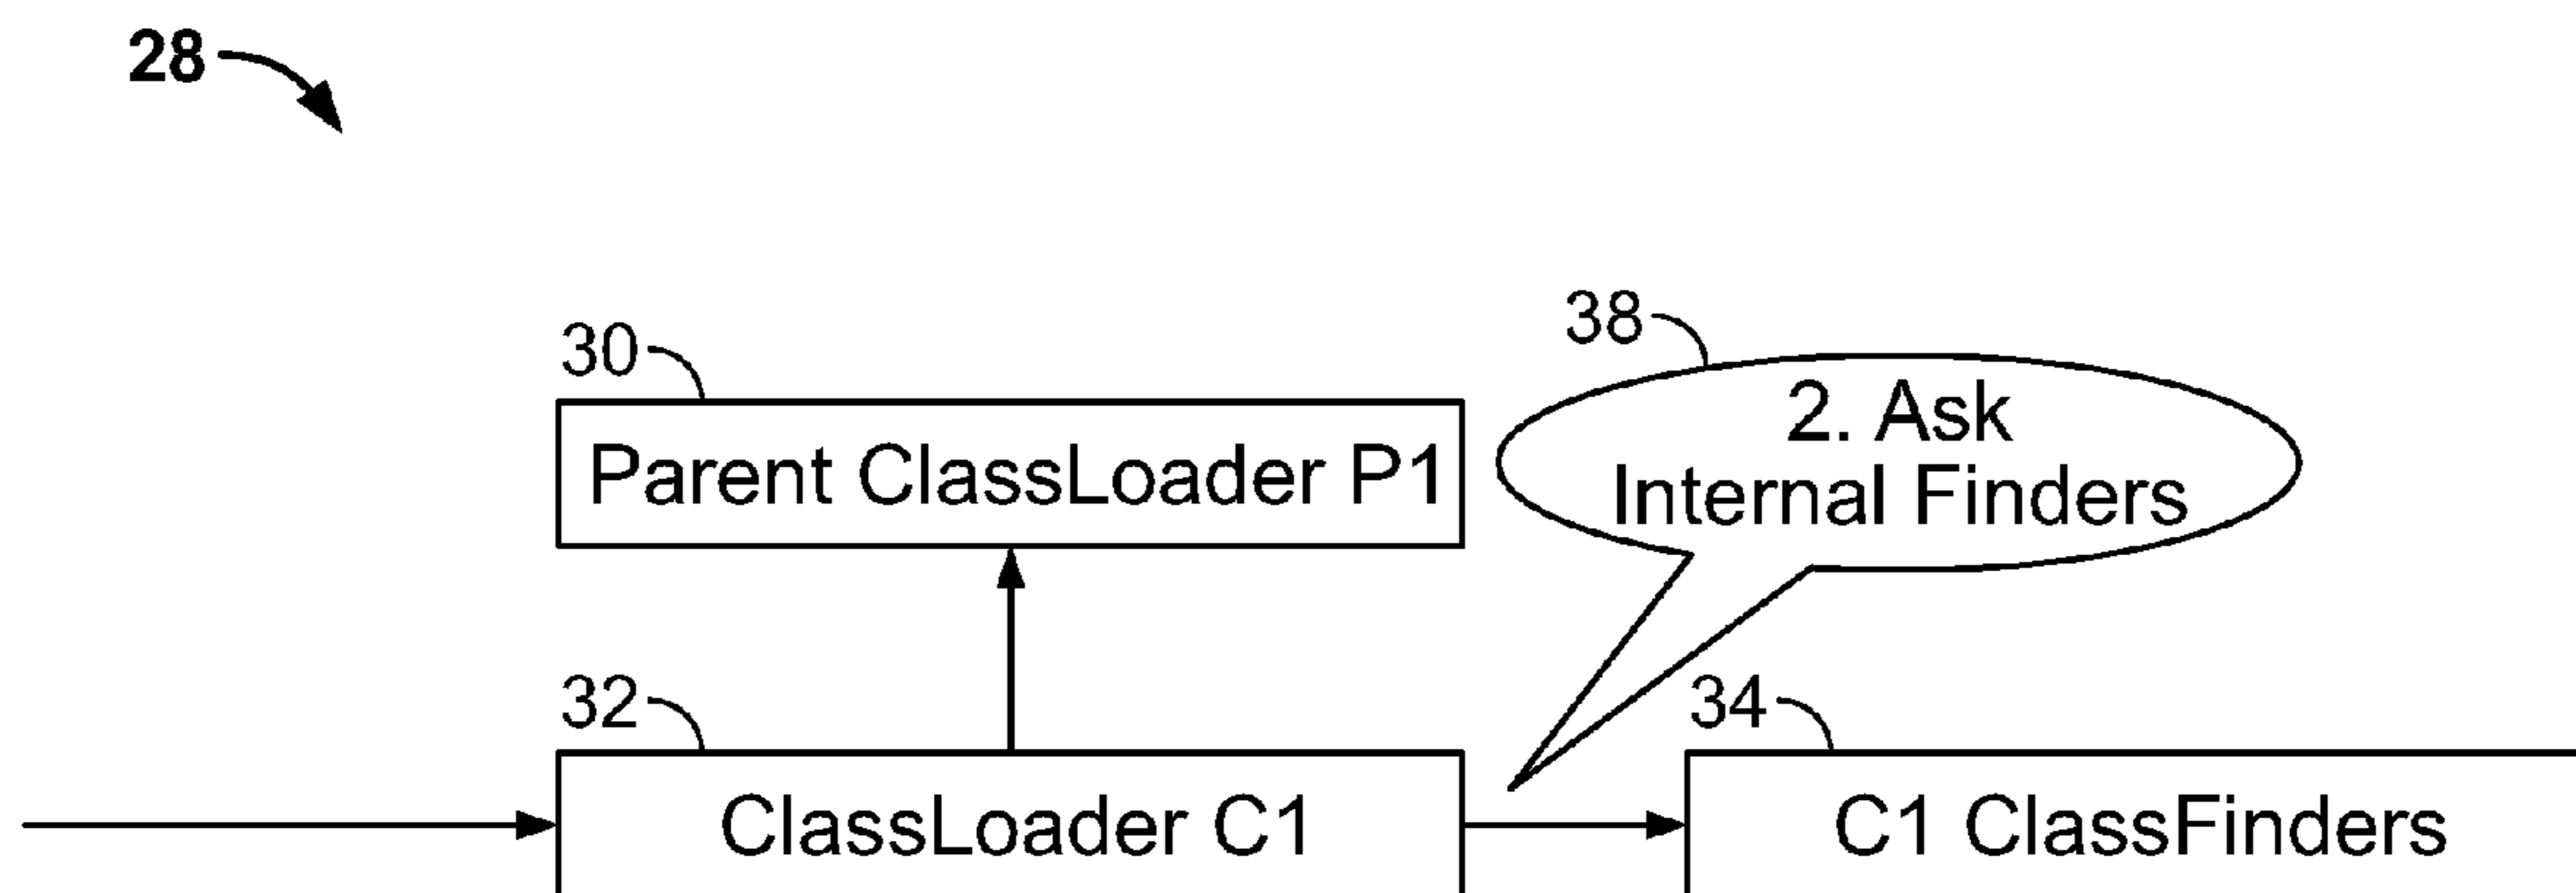 28
38
30
2. Ask
Parent ClassLoader P1
Internal Finders
32
34
ClassLoader C1
C1 ClassFinders